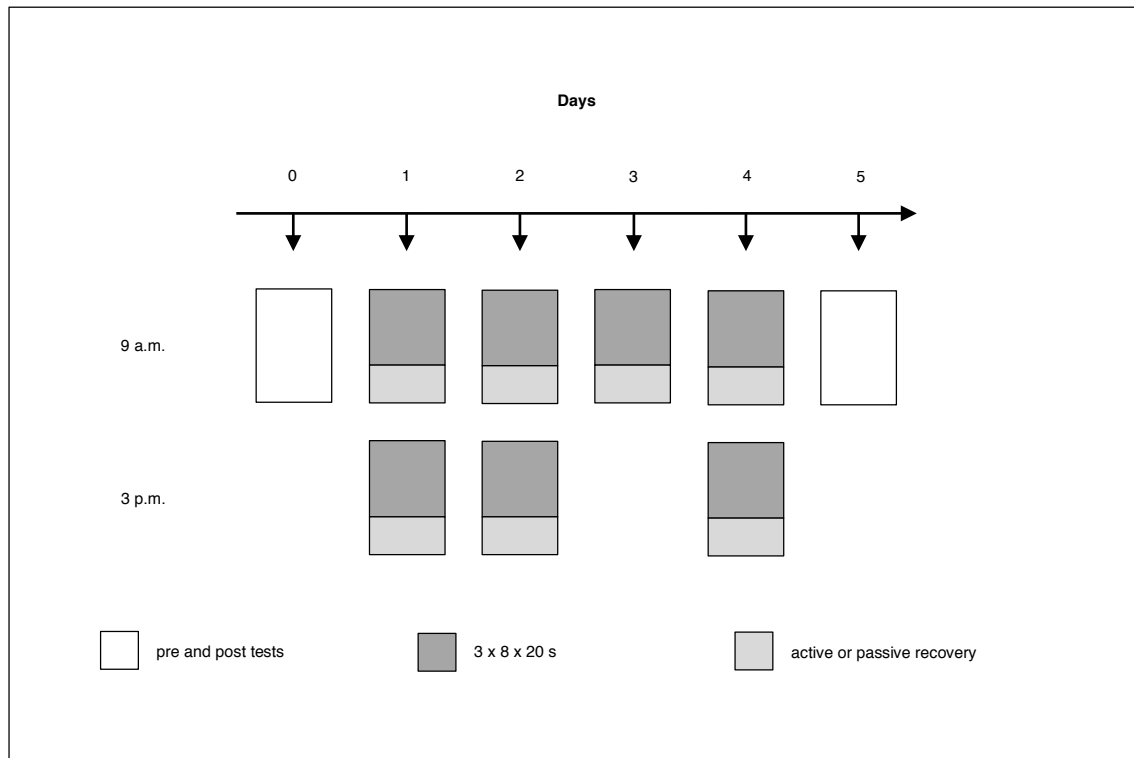 Days
0 1 2 3 4 5
9 a.m.
3 p.m.
pre and post tests
3 x 8 x 20 s
active or passive recovery